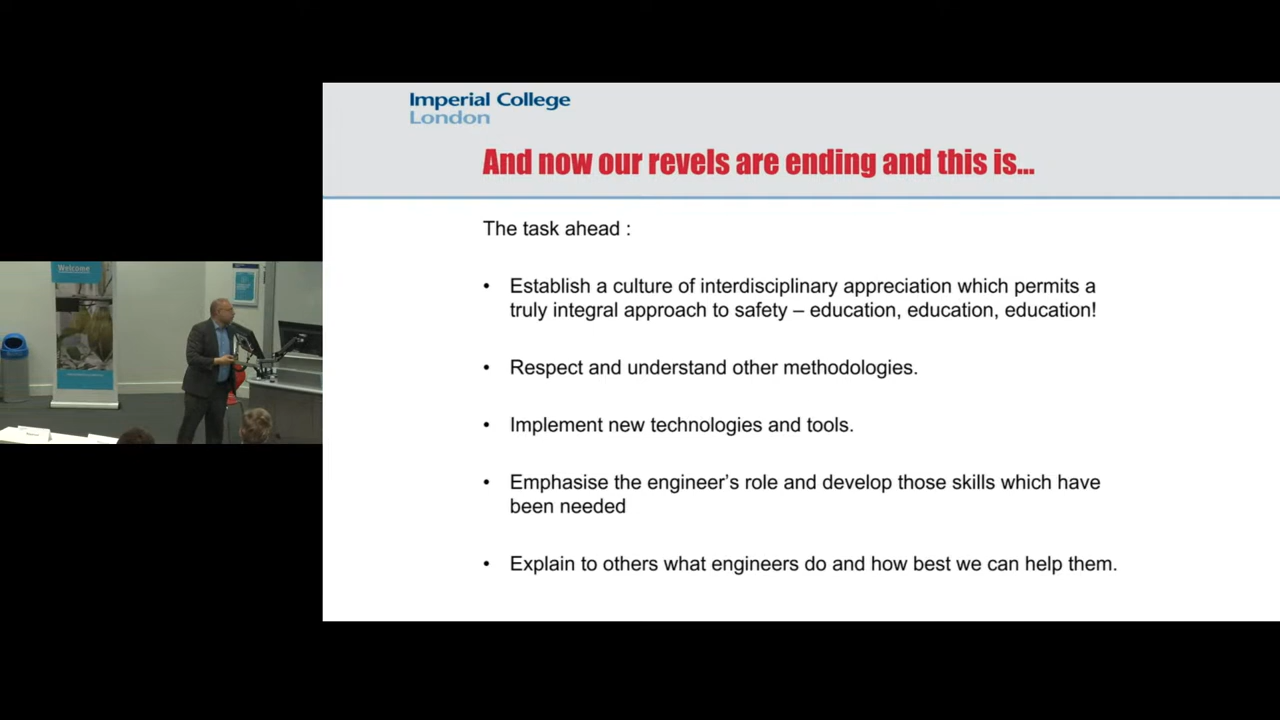 Imperial College
London
And now our revels are ending and this is...
The task ahead :
• Establish a culture of interdisciplinary appreciation which permits a
truly integral approach to safety – education, education, education!
• Respect and understand other methodologies.
• Implement new technologies and tools.
• Emphasise the engineer's role and develop those skills which have
been needed
• Explain to others what engineers do and how best we can help them.
Welcome